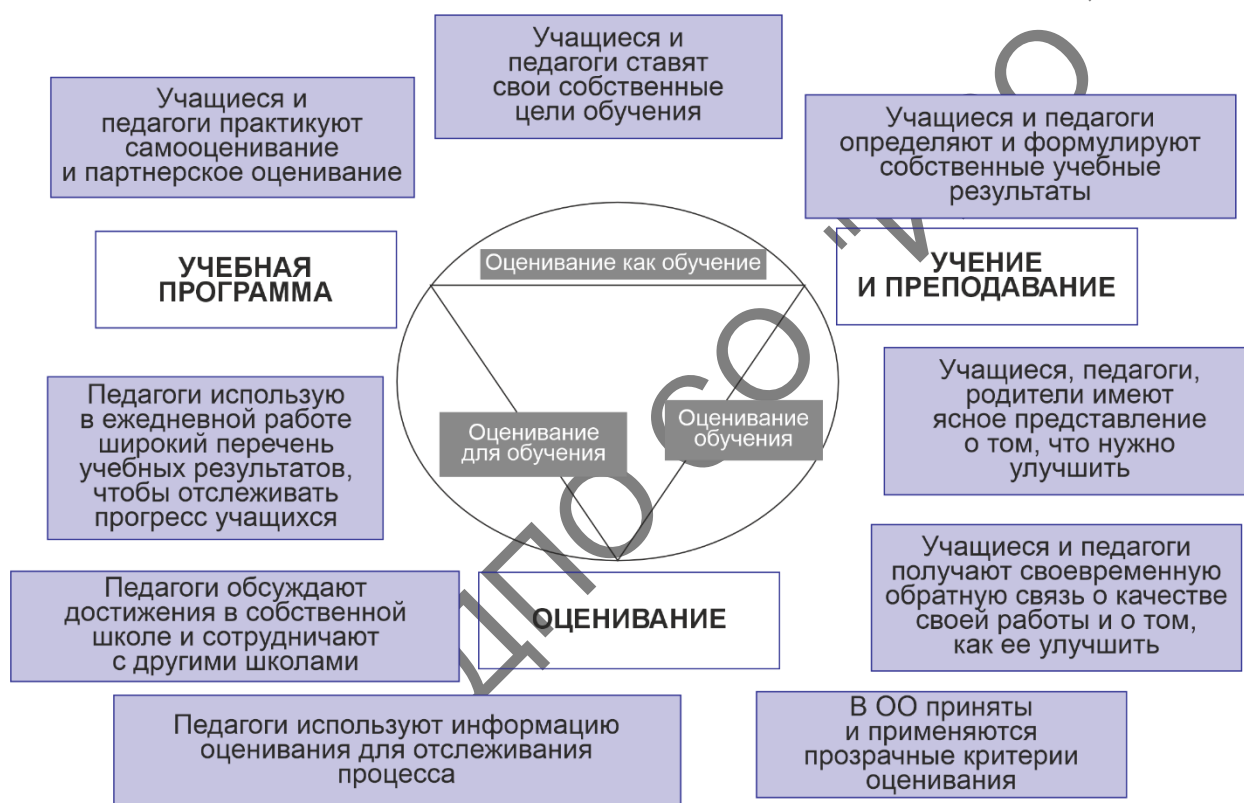 Учащиеся и
педагоги ставят
свои собственные
цели обучения
Учащиеся и
педагоги практикуют
самооценивание
и партнерское оценивание
Учащиеся и педагоги
определяют и формулируют
собственные учебные
результаты
УЧЕБНАЯ
ПРОГРАММА
Оценивание как обучение
УЧЕНИЕ
И ПРЕПОДАВАНИЕ
Педагоги использую
в ежедневной работе
широкий перечень
учебных результатов,
чтобы отслеживать
прогресс учащихся
Оценивание
для обучения
Оценивание
обучения
Учащиеся, педагоги,
родители имеют
ясное представление
о том, что нужно
улучшить
Педагоги обсуждают
достижения в собственной
школе и сотрудничают
с другими школами
ОЦЕНИВАНИЕ
Учащиеся и педагоги
получают своевременную
обратную связь о качестве
своей работы и о том,
как ее улучшить
Педагоги используют информацию
оценивания для отслеживания
процесса
В ОО приняты
и применяются
прозрачные критерии
оценивания
ДПО СО